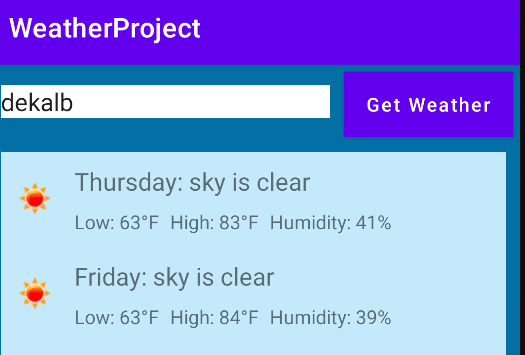 WeatherProject
dekalb
Get Weather
Thursday: sky is clear
Low: 63°F High: 83°F Humidity: 41%
Friday: sky is clear
Low: 63°F High: 84°F Humidity: 39%